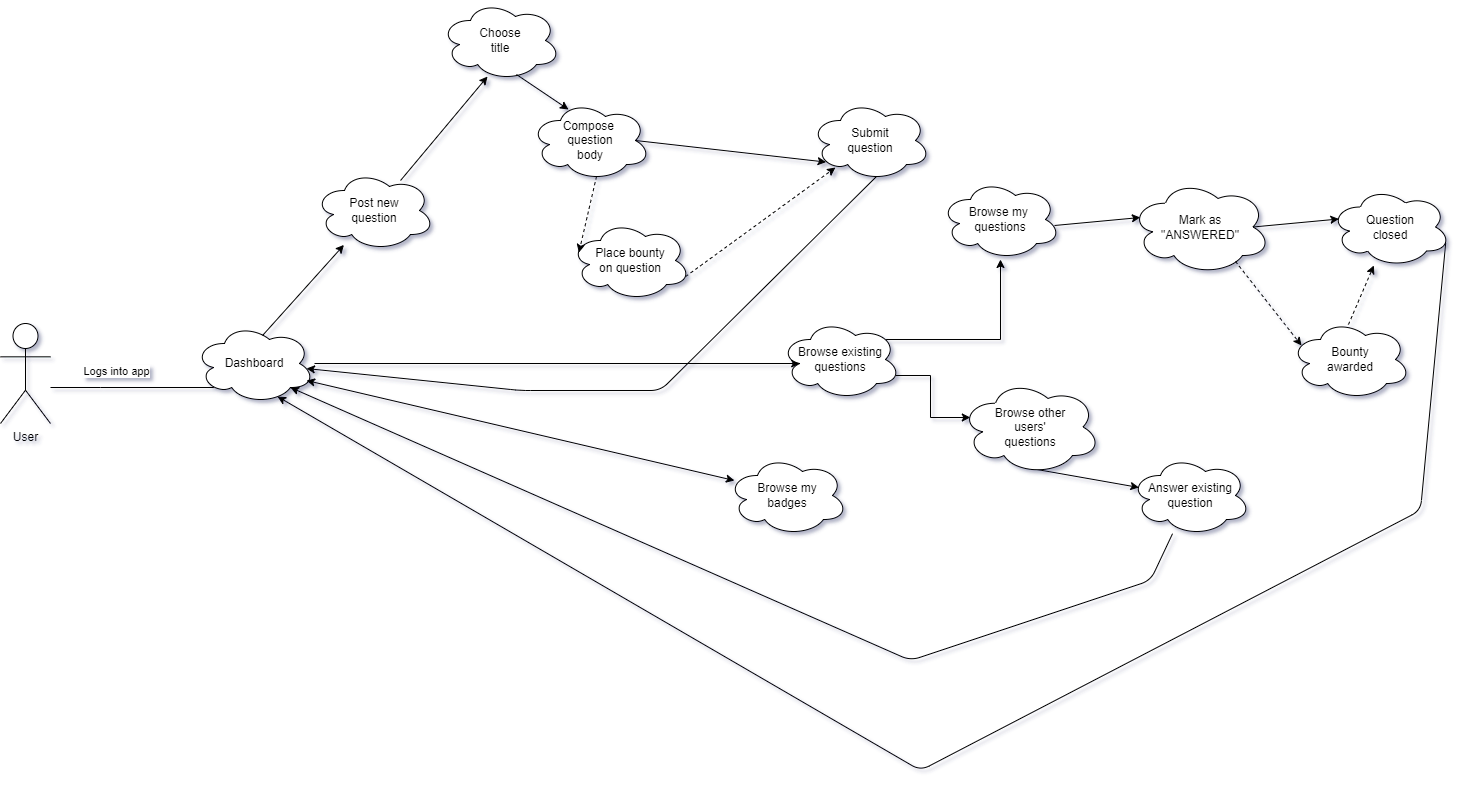 Choose
title
Compose
question
body
Submit
question
Post new
question
Browse my
questions
Mark as
"ANSWERED"
Question
closed
Place bounty
on question
Dashboard
Browse existing
questions
Bounty
awarded
Logs into app
User
Browse other
users'
questions
Browse my
badges
Answer existing
question